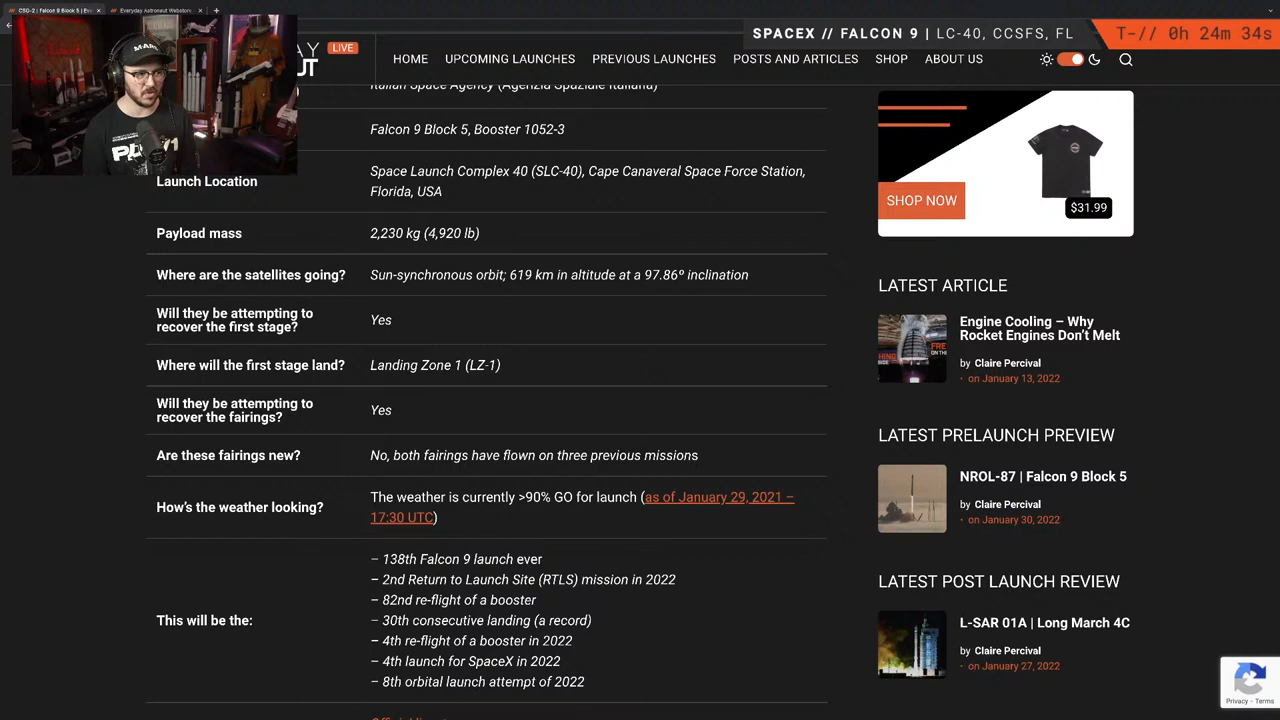 CSG-2 | Falcon 9 Block 5 | Ev
Everyday Astronaut Webstore
SPACEX // FALCON 9 | LC-40, CCSFS, FL
T-// 0h 24m 34s
LIVE
HOME
UPCOMING LAUNCHES
PREVIOUS LAUNCHES
POSTS AND ARTICLES
SHOP
ABOUT US
Italian Space Agency (Agenzia Spaziale Italiana)
Falcon 9 Block 5, Booster 1052-3
Launch Location
Space Launch Complex 40 (SLC-40), Cape Canaveral Space Force Station,
Florida, USA
Payload mass
2,230 kg (4,920 lb)
Where are the satellites going?
Sun-synchronous orbit; 619 km in altitude at a 97.86º inclination
Will they be attempting to
recover the first stage?
Yes
Where will the first stage land?
Landing Zone 1 (LZ-1)
Will they be attempting to
recover the fairings?
Yes
Are these fairings new?
No, both fairings have flown on three previous missions
How's the weather looking?
The weather is currently >90% GO for launch (as of January 29, 2021 –
17:30 UTC)
This will be the:
– 138th Falcon 9 launch ever
– 2nd Return to Launch Site (RTLS) mission in 2022
– 82nd re-flight of a booster
– 30th consecutive landing (a record)
– 4th re-flight of a booster in 2022
– 4th launch for SpaceX in 2022
– 8th orbital launch attempt of 2022
SHOP NOW
$31.99
LATEST ARTICLE
Engine Cooling – Why
Rocket Engines Don't Melt
by Claire Percival
· on January 13, 2022
LATEST PRELAUNCH PREVIEW
NROL-87 | Falcon 9 Block 5
by Claire Percival
· on January 30, 2022
LATEST POST LAUNCH REVIEW
L-SAR 01A | Long March 4C
by Claire Percival
· on January 27, 2022
Privacy - Terms